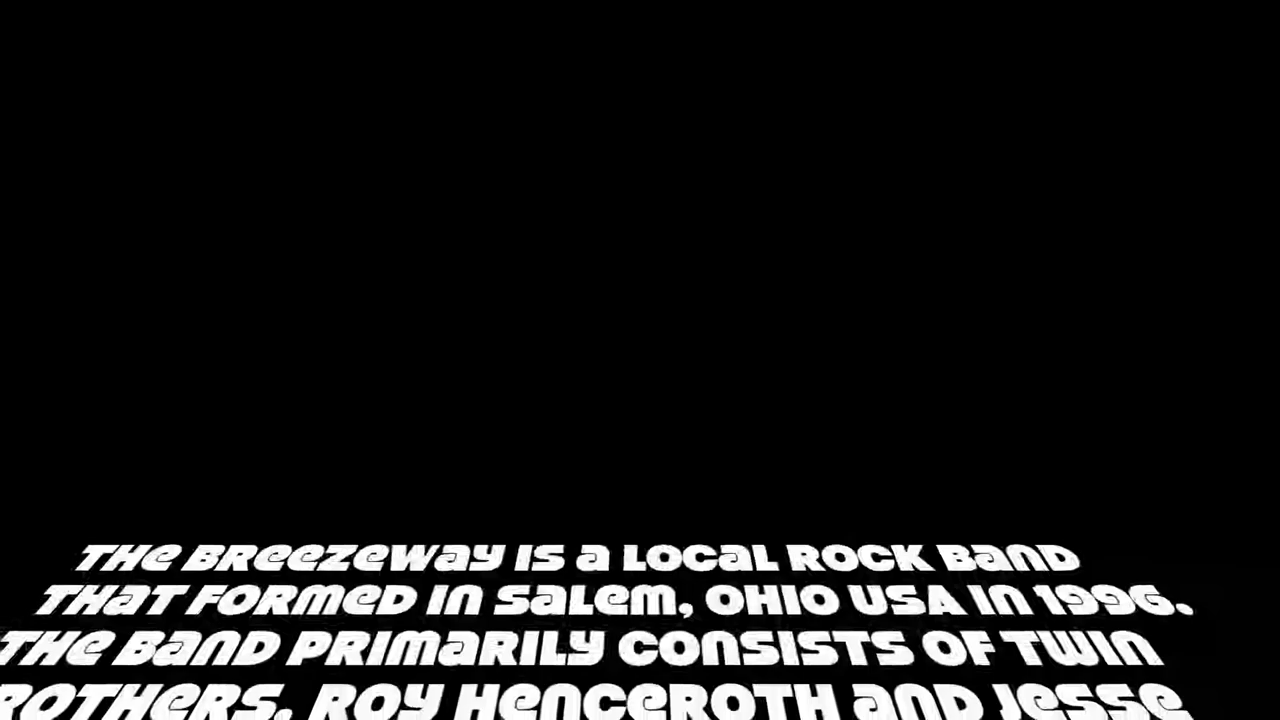 THE BREEZEWAY IS A LOCAL ROCK BAND
THAT FORMED IN SALEM, OHIO USA IN 1996.
THE BAND PRIMARILY CONSISTS OF TWIN
ROTHERS, ROY HENCEROTH AND JESSE